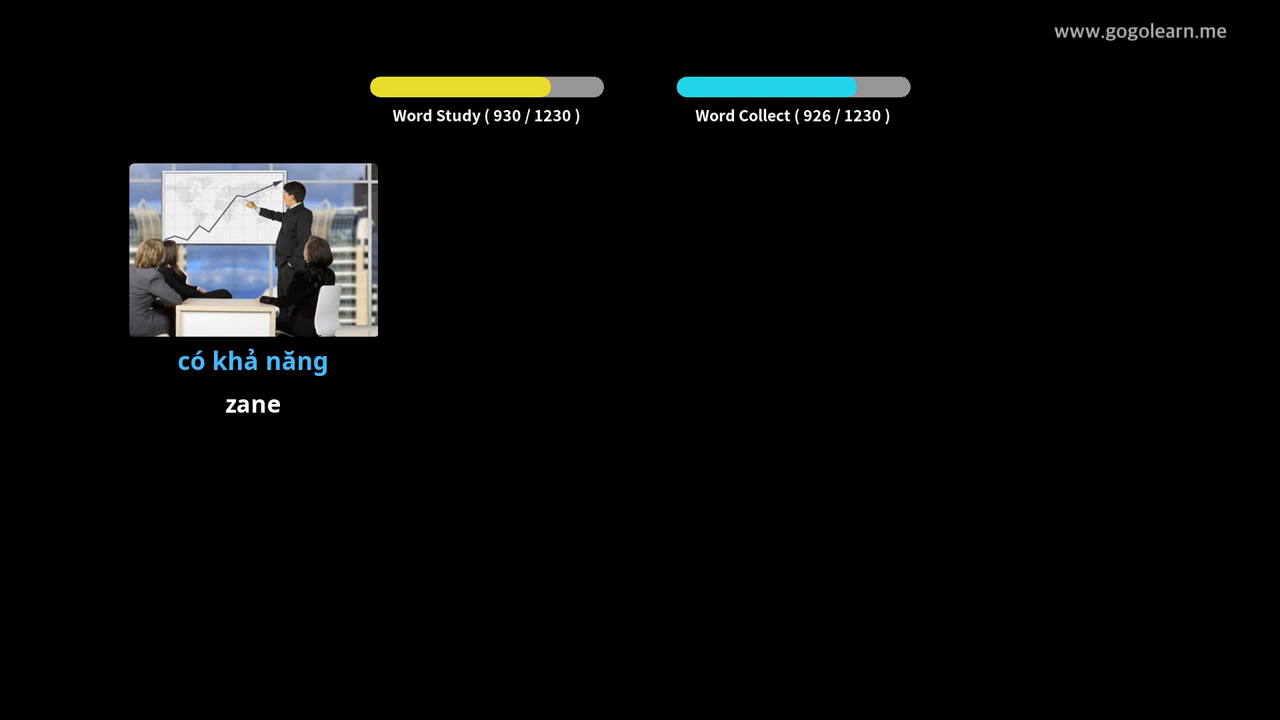 www.gogolearn.me
Word Study ( 930 / 1230 )
Word Collect ( 926 / 1230 )
có khả năng
zane